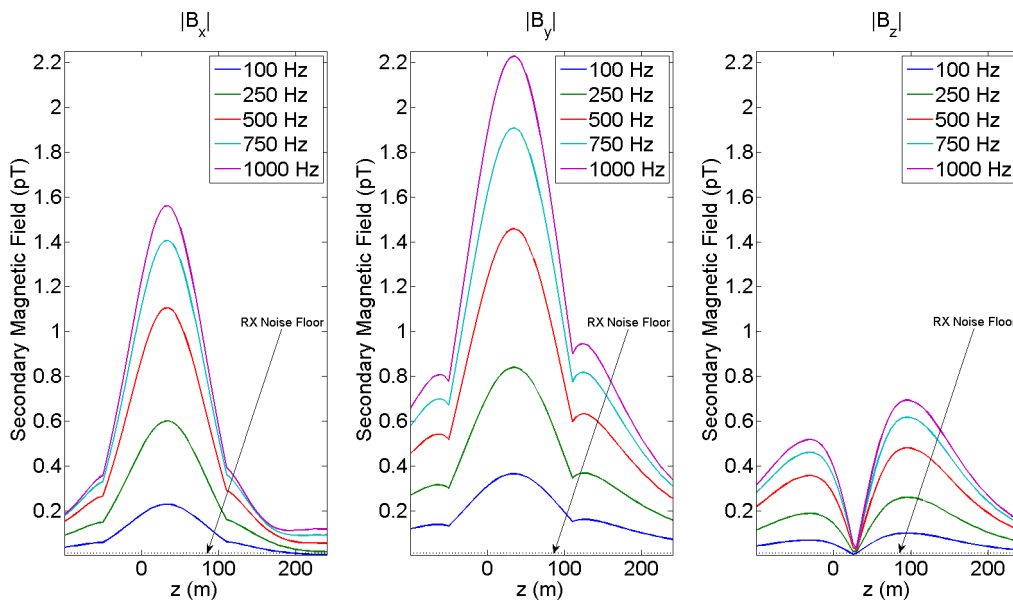 |B_x|
Secondary Magnetic Field (pT)
2.2
2
1.8
1.6
1.4
1.2
1
0.8
0.6
0.4
0.2
100 Hz
250 Hz
500 Hz
750 Hz
1000 Hz
RX Noise Floor
0 100 200
z (m)
|B_y|
Secondary Magnetic Field (pT)
2.2
2
1.8
1.6
1.4
1.2
1
0.8
0.6
0.4
0.2
100 Hz
250 Hz
500 Hz
750 Hz
1000 Hz
RX Noise Floor
0 100 200
z (m)
|B_z|
Secondary Magnetic Field (pT)
2.2
2
1.8
1.6
1.4
1.2
1
0.8
0.6
0.4
0.2
100 Hz
250 Hz
500 Hz
750 Hz
1000 Hz
RX Noise Floor
0 100 200
z (m)